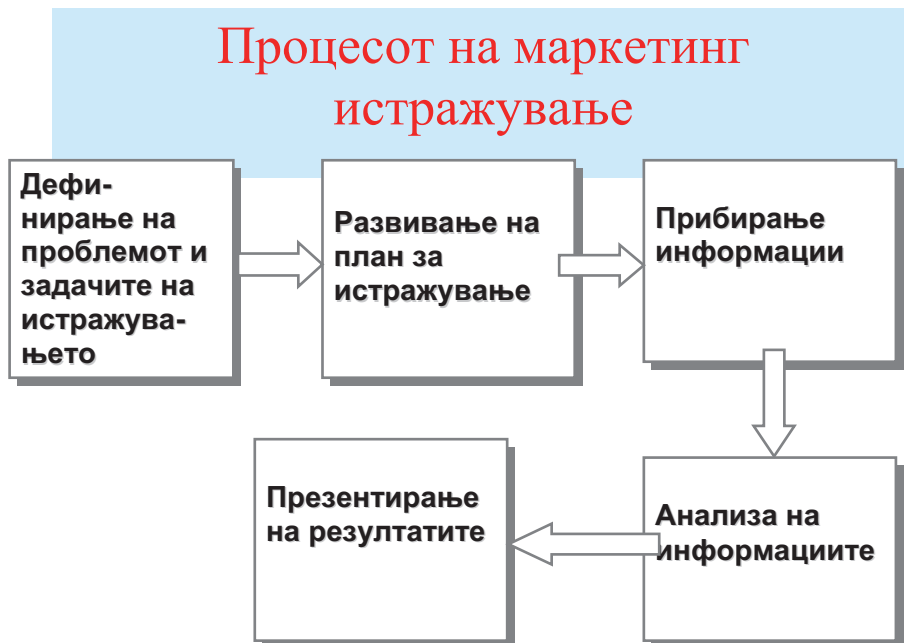 Процесот на маркетинг
истражување
Дефи-
нирање на
проблемот и
задачите на
истражува-
њето
Развивање на
план за
истражување
Прибирање
информации
Анализа на
информациите
Презентирање
на резултатите